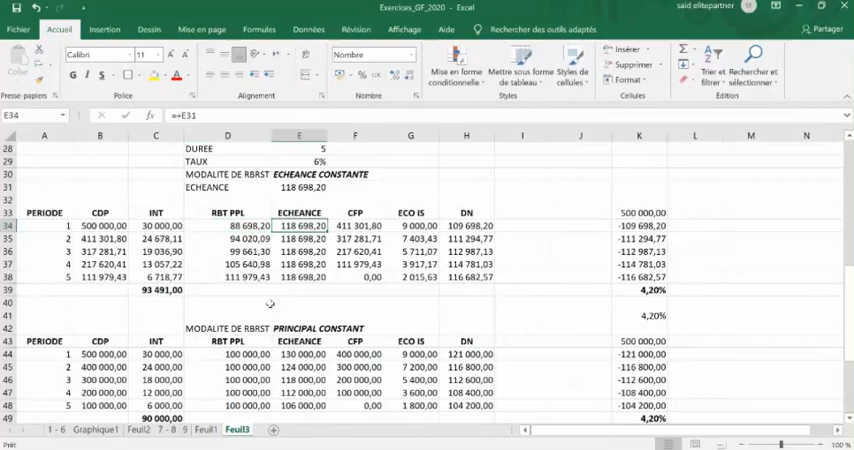 Exercices_GF_2020 - Excel
said elitepartner
SE
Fichier Accueil Insertion Dessin Mise en page Formules Données Révision Affichage Aide Rechercher des outils adaptés Partager
Calibri 11 A A Nombre Insérer
Coller G I S Supprimer
Mise en forme conditionnelle Mettre sous forme de tableau Styles de cellules Format Trier et filtrer Rechercher et sélectionner
Presse-papiers Police Alignement Nombre Styles Cellules Édition
E34 fx =+E31
A B C D E F G H I J K L M N
28 DUREE 5
29 TAUX 6%
30 MODALITE DE RBRST ECHEANCE CONSTANTE
31 ECHEANCE 118 698,20
32
33 PERIODE CDP INT RBT PPL ECHEANCE CFP ECO IS DN 500 000,00
34 1 500 000,00 30 000,00 88 698,20 118 698,20 411 301,80 9 000,00 109 698,20 -109 698,20
35 2 411 301,80 24 678,11 94 020,09 118 698,20 317 281,71 7 403,43 111 294,77 -111 294,77
36 3 317 281,71 19 036,90 99 661,30 118 698,20 217 620,41 5 711,07 112 987,13 -112 987,13
37 4 217 620,41 13 057,22 105 640,98 118 698,20 111 979,43 3 917,17 114 781,03 -114 781,03
38 5 111 979,43 6 718,77 111 979,43 118 698,20 0,00 2 015,63 116 682,57 -116 682,57
39 93 491,00 4,20%
40
41 4,20%
42 MODALITE DE RBRST PRINCIPAL CONSTANT
43 PERIODE CDP INT RBT PPL ECHEANCE CFP ECO IS DN 500 000,00
44 1 500 000,00 30 000,00 100 000,00 130 000,00 400 000,00 9 000,00 121 000,00 -121 000,00
45 2 400 000,00 24 000,00 100 000,00 124 000,00 300 000,00 7 200,00 116 800,00 -116 800,00
46 3 300 000,00 18 000,00 100 000,00 118 000,00 200 000,00 5 400,00 112 600,00 -112 600,00
47 4 200 000,00 12 000,00 100 000,00 112 000,00 100 000,00 3 600,00 108 400,00 -108 400,00
48 5 100 000,00 6 000,00 100 000,00 106 000,00 0,00 1 800,00 104 200,00 -104 200,00
49 90 000,00 4,20%
1 - 6 Graphique1 Feuil2 7 - 8 9 Feuil1 Feuil3
Prêt 100 %